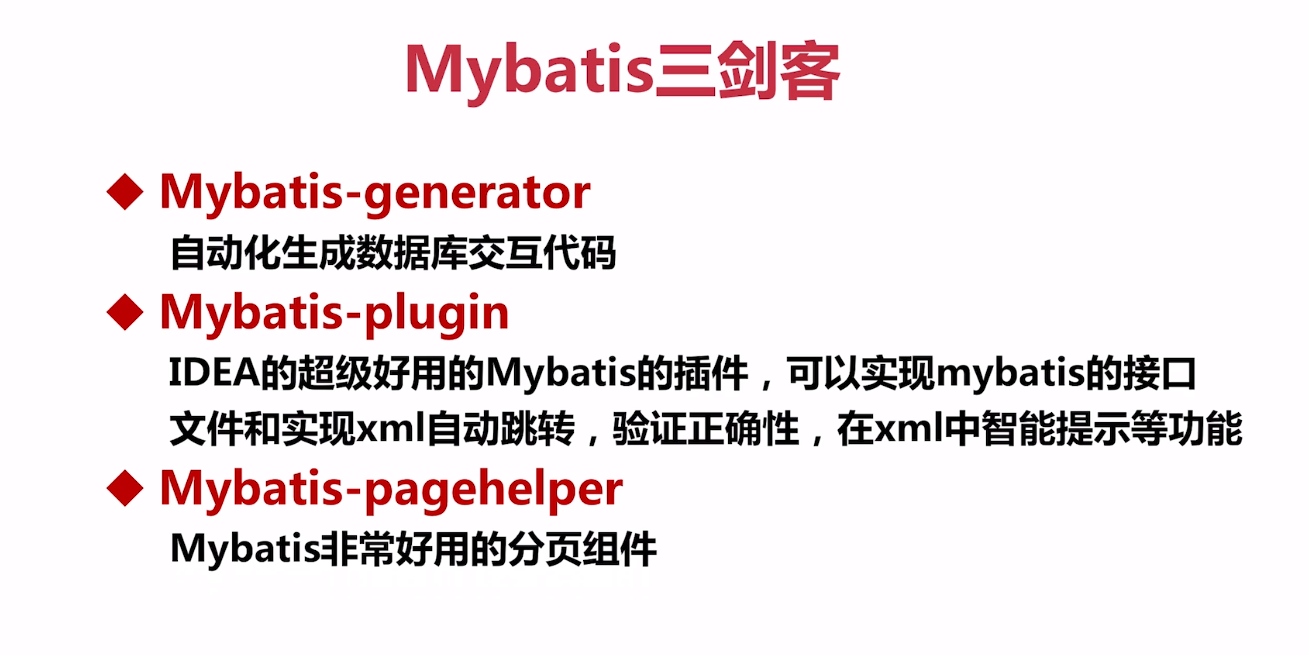 Mybatis三剑客
◆ Mybatis-generator
自动化生成数据库交互代码
◆ Mybatis-plugin
IDEA的超级好用的Mybatis的插件，可以实现mybatis的接口
文件和实现xml自动跳转，验证正确性，在xml中智能提示等功能
◆ Mybatis-pagehelper
Mybatis非常好用的分页组件